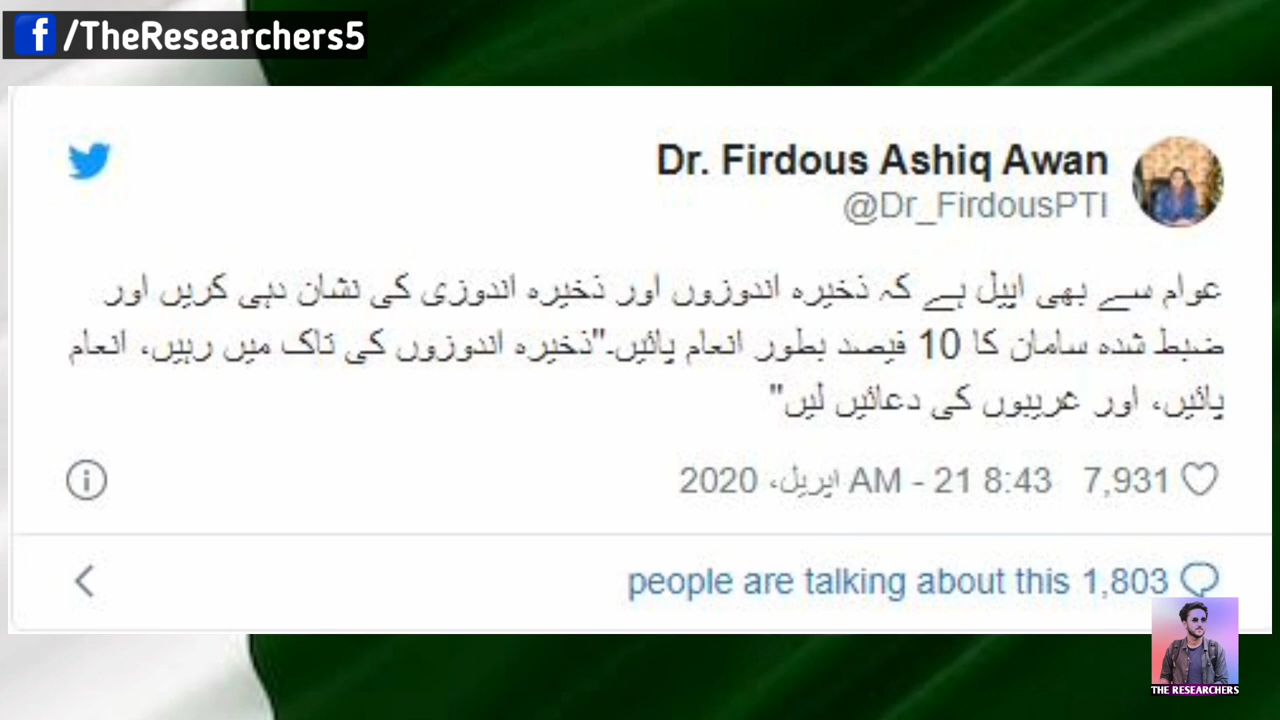 f/TheResearchers5
Dr. Firdous Ashiq Awan
@Dr_FirdousPTI
عوام سے بھی اپیل ہے کہ ذخیرہ اندوزوں اور ذخیرہ اندوزی کی نشان دہی کریں اور
ضبط شدہ سامان کا 10 فیصد بطور انعام پائیں۔"ذخیرہ اندوزوں کی تاک میں رہیں، انعام
پائیں، اور غریبوں کی دعائیں لیں"
7,931 8:43 AM - 21 اپریل، 2020
people are talking about this 1,803
THE RESEARCHERS